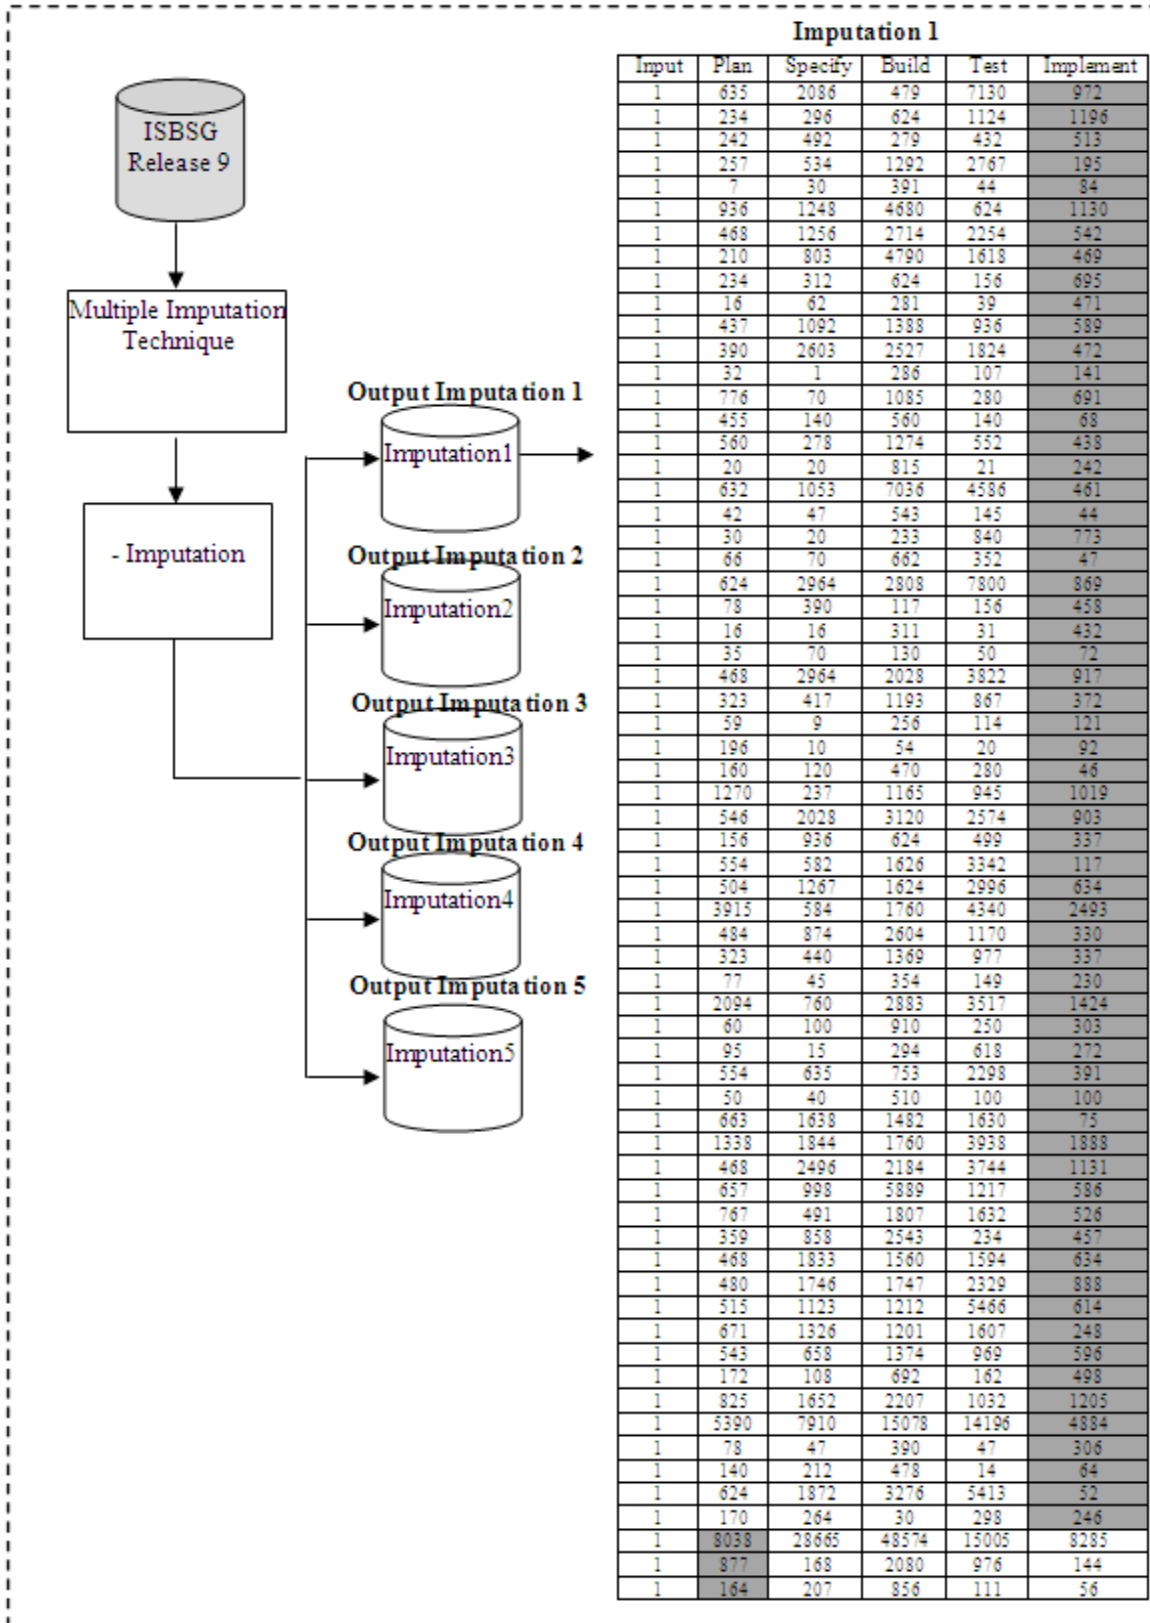 Imputation 1
ISBSG
Release 9
Multiple Imputation
Technique
- Imputation
Output Imputation 1
Imputation1
Output Imputation 2
Imputation2
Output Imputation 3
Imputation3
Output Imputation 4
Imputation4
Output Imputation 5
Imputation5
Input Plan Specify Build Test Implement
1 635 2086 479 7130 972
1 234 296 624 1124 1196
1 242 492 279 432 513
1 257 534 1292 2767 195
1 7 30 391 44 84
1 936 1248 4680 624 1130
1 468 1256 2714 2254 542
1 210 803 4790 1618 469
1 234 312 624 156 695
1 16 62 281 39 471
1 437 1092 1388 936 589
1 390 2603 2527 1824 472
1 32 1 286 107 141
1 776 70 1085 280 691
1 455 140 560 140 68
1 560 278 1274 552 438
1 20 20 815 21 242
1 632 1053 7036 4586 461
1 42 47 543 145 44
1 30 20 233 840 773
1 66 70 662 352 47
1 624 2964 2808 7800 869
1 78 390 117 156 458
1 16 16 311 31 432
1 35 70 130 50 72
1 468 2964 2028 3822 917
1 323 417 1193 867 372
1 59 9 256 114 121
1 196 10 54 20 92
1 160 120 470 280 46
1 1270 237 1165 945 1019
1 546 2028 3120 2574 903
1 156 936 624 499 337
1 554 582 1626 3342 117
1 504 1267 1624 2996 634
1 3915 584 1760 4340 2493
1 484 874 2604 1170 330
1 323 440 1369 977 337
1 77 45 354 149 230
1 2094 760 2883 3517 1424
1 60 100 910 250 303
1 95 15 294 618 272
1 554 635 753 2298 391
1 50 40 510 100 100
1 663 1638 1482 1630 75
1 1338 1844 1760 3938 1888
1 468 2496 2184 3744 1131
1 657 998 5889 1217 586
1 767 491 1807 1632 526
1 359 858 2543 234 457
1 468 1833 1560 1594 634
1 480 1746 1747 2329 888
1 515 1123 1212 5466 614
1 671 1326 1201 1607 248
1 543 658 1374 969 596
1 172 108 692 162 498
1 825 1652 2207 1032 1205
1 5390 7910 15078 14196 4884
1 78 47 390 47 306
1 140 212 478 14 64
1 624 1872 3276 5413 52
1 170 264 30 298 246
1 8038 28665 48574 15005 8285
1 877 168 2080 976 144
1 164 207 856 111 56